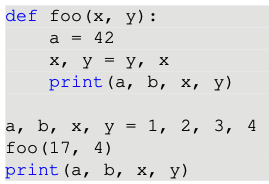 def foo(x, y):
    a = 42
    x, y = y, x
    print(a, b, x, y)

a, b, x, y = 1, 2, 3, 4
foo(17, 4)
print(a, b, x, y)